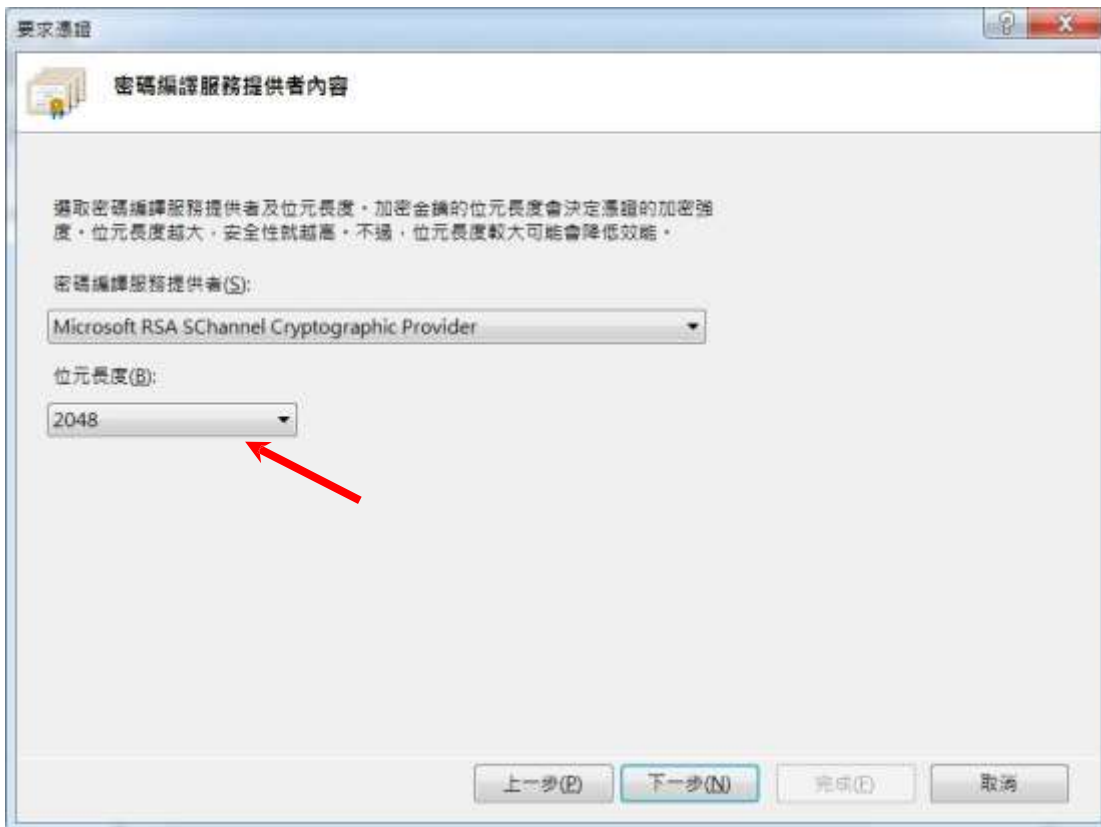 要求憑證
密碼編譯服務提供者內容
選取密碼編譯服務提供者及位元長度。加密金鑰的位元長度會決定憑證的加密強
度。位元長度越大，安全性就越高。不過，位元長度較大可能會降低效能。
密碼編譯服務提供者(S):
Microsoft RSA SChannel Cryptographic Provider
位元長度(B):
2048
上一步(P)
下一步(N)
完成(F)
取消